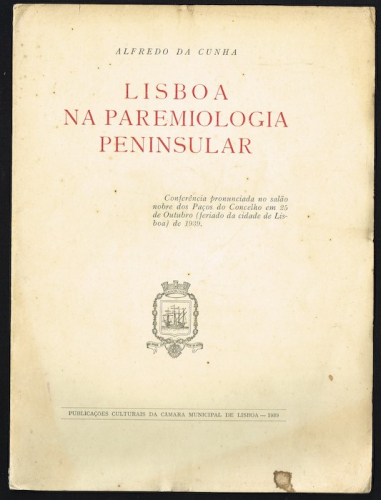 ALFREDO DA CUNHA
LISBOA
NA PAREMIOLOGIA
PENINSULAR
Conferência pronunciada no salão
nobre dos Paços do Concelho em 25
de Outubro (feriado da cidade de Lis-
boa) de 1939.
PUBLICAÇÕES CULTURAIS DA CÂMARA MUNICIPAL DE LISBOA — 1939